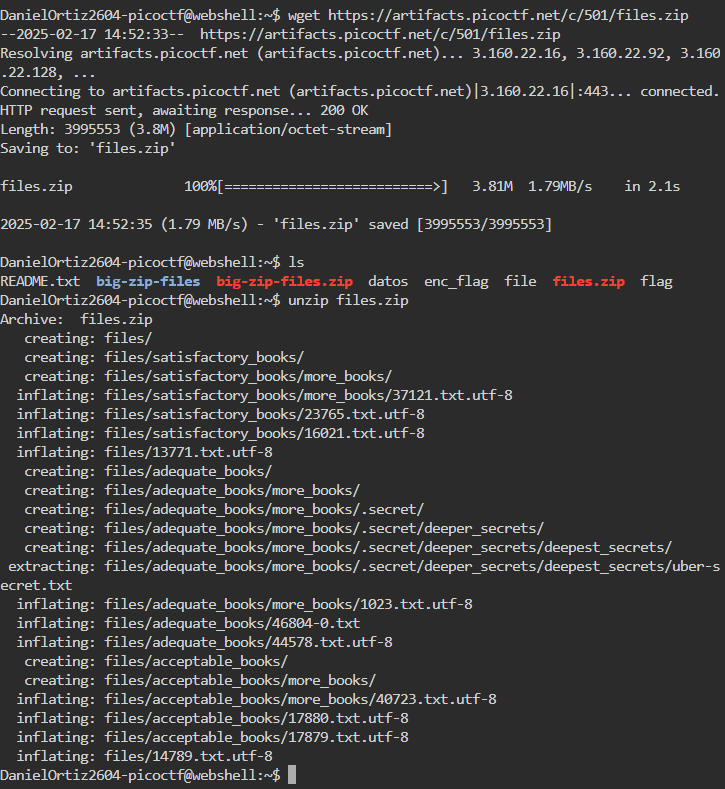 DanielOrtiz2604-picoctf@webshell:~$ wget https://artifacts.picoctf.net/c/501/files.zip
--2025-02-17 14:52:33--  https://artifacts.picoctf.net/c/501/files.zip
Resolving artifacts.picoctf.net (artifacts.picoctf.net)... 3.160.22.16, 3.160.22.92, 3.160
.22.128, ...
Connecting to artifacts.picoctf.net (artifacts.picoctf.net)|3.160.22.16|:443... connected.
HTTP request sent, awaiting response... 200 OK
Length: 3995553 (3.8M) [application/octet-stream]
Saving to: 'files.zip'

files.zip              100%[==========================>]   3.81M  1.79MB/s    in 2.1s

2025-02-17 14:52:35 (1.79 MB/s) - 'files.zip' saved [3995553/3995553]

DanielOrtiz2604-picoctf@webshell:~$ ls
README.txt  big-zip-files  big-zip-files.zip  datos  enc_flag  file  files.zip  flag
DanielOrtiz2604-picoctf@webshell:~$ unzip files.zip
Archive:  files.zip
   creating: files/
   creating: files/satisfactory_books/
   creating: files/satisfactory_books/more_books/
  inflating: files/satisfactory_books/more_books/37121.txt.utf-8
  inflating: files/satisfactory_books/23765.txt.utf-8
  inflating: files/satisfactory_books/16021.txt.utf-8
  inflating: files/13771.txt.utf-8
   creating: files/adequate_books/
   creating: files/adequate_books/more_books/
   creating: files/adequate_books/more_books/.secret/
   creating: files/adequate_books/more_books/.secret/deeper_secrets/
   creating: files/adequate_books/more_books/.secret/deeper_secrets/deepest_secrets/
 extracting: files/adequate_books/more_books/.secret/deeper_secrets/deepest_secrets/uber-s
ecret.txt
  inflating: files/adequate_books/more_books/1023.txt.utf-8
  inflating: files/adequate_books/46804-0.txt
  inflating: files/adequate_books/44578.txt.utf-8
   creating: files/acceptable_books/
   creating: files/acceptable_books/more_books/
  inflating: files/acceptable_books/more_books/40723.txt.utf-8
  inflating: files/acceptable_books/17880.txt.utf-8
  inflating: files/acceptable_books/17879.txt.utf-8
  inflating: files/14789.txt.utf-8
DanielOrtiz2604-picoctf@webshell:~$